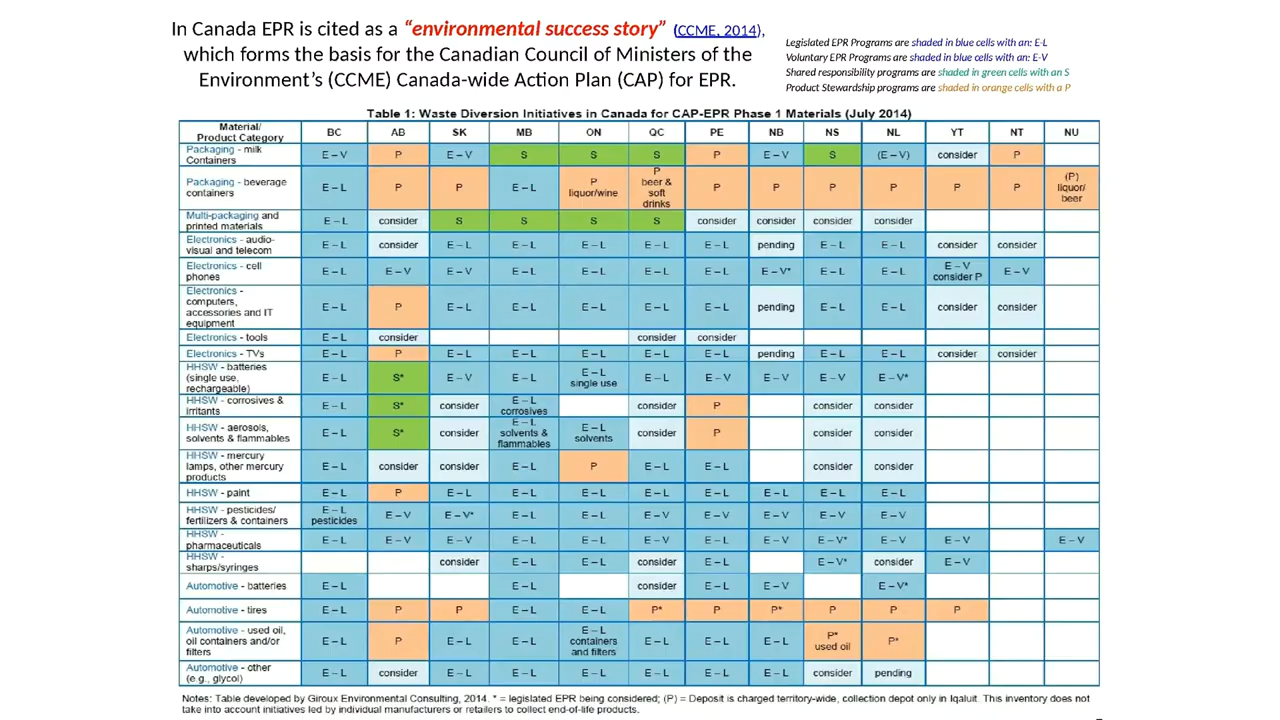 In Canada EPR is cited as a “environmental success story” (CCME, 2014),
which forms the basis for the Canadian Council of Ministers of the
Environment’s (CCME) Canada-wide Action Plan (CAP) for EPR.
Legislated EPR Programs are shaded in blue cells with an: E-L
Voluntary EPR Programs are shaded in blue cells with an: E-V
Shared responsibility programs are shaded in green cells with an S
Product Stewardship programs are shaded in orange cells with a P
Table 1: Waste Diversion Initiatives in Canada for CAP-EPR Phase 1 Materials (July 2014)
Material/ Product Category BC AB SK MB ON QC PE NB NS NL YT NT NU
Packaging - milk Containers E – V P E – V S S S P E – V S (E – V) consider P
Packaging - beverage containers E – L P P E – L P liquor/wine P beer & soft drinks P P P P P P (P) liquor/ beer
Multi-packaging and printed materials E – L consider S S S S consider consider consider consider
Electronics - audio-visual and telecom E – L consider E – L E – L E – L E – L E – L pending E – L E – L consider consider
Electronics - cell phones E – L E – V E – V E – L E – L E – L E – L E – V* E – L E – L E – V consider P E – V
Electronics - computers, accessories and IT equipment E – L P E – L E – L E – L E – L E – L pending E – L E – L consider consider
Electronics - tools E – L consider consider consider
Electronics - TVs E – L P E – L E – L E – L E – L E – L pending E – L E – L consider consider
HHSW - batteries (single use, rechargeable) E – L S* E – V E – L E – L single use E – L E – V E – V E – V E – V*
HHSW - corrosives & irritants E – L S* consider E – L corrosives consider P consider consider
HHSW - aerosols, solvents & flammables E – L S* consider E – L solvents & flammables E – L solvents consider P consider consider
HHSW - mercury lamps, other mercury products E – L consider consider E – L P E – L E – L consider consider
HHSW - paint E – L P E – L E – L E – L E – L E – L E – L E – L E – L
HHSW - pesticides/ fertilizers & containers E – L pesticides E – V E – V* E – L E – L E – V E – V E – V E – V E – V
HHSW - pharmaceuticals E – L E – V E – V E – L E – L E – V E – L E – V E – V* E – V E – V E – V
HHSW - sharps/syringes consider E – L E – L consider E – L E – V* consider E – V
Automotive - batteries E – L E – L consider E – L E – V E – V*
Automotive - tires E – L P P E – L E – L P* P P* P P P
Automotive - used oil, oil containers and/or filters E – L P E – L E – L E – L containers and filters E – L E – L E – L P* used oil P*
Automotive - other (e.g., glycol) E – L consider E – L E – L E – L E – L E – L E – L consider pending
Notes: Table developed by Giroux Environmental Consulting, 2014. * = legislated EPR being considered; (P) = Deposit is charged territory-wide, collection depot only in Iqaluit. This inventory does not
take into account initiatives led by individual manufacturers or retailers to collect end-of-life products.